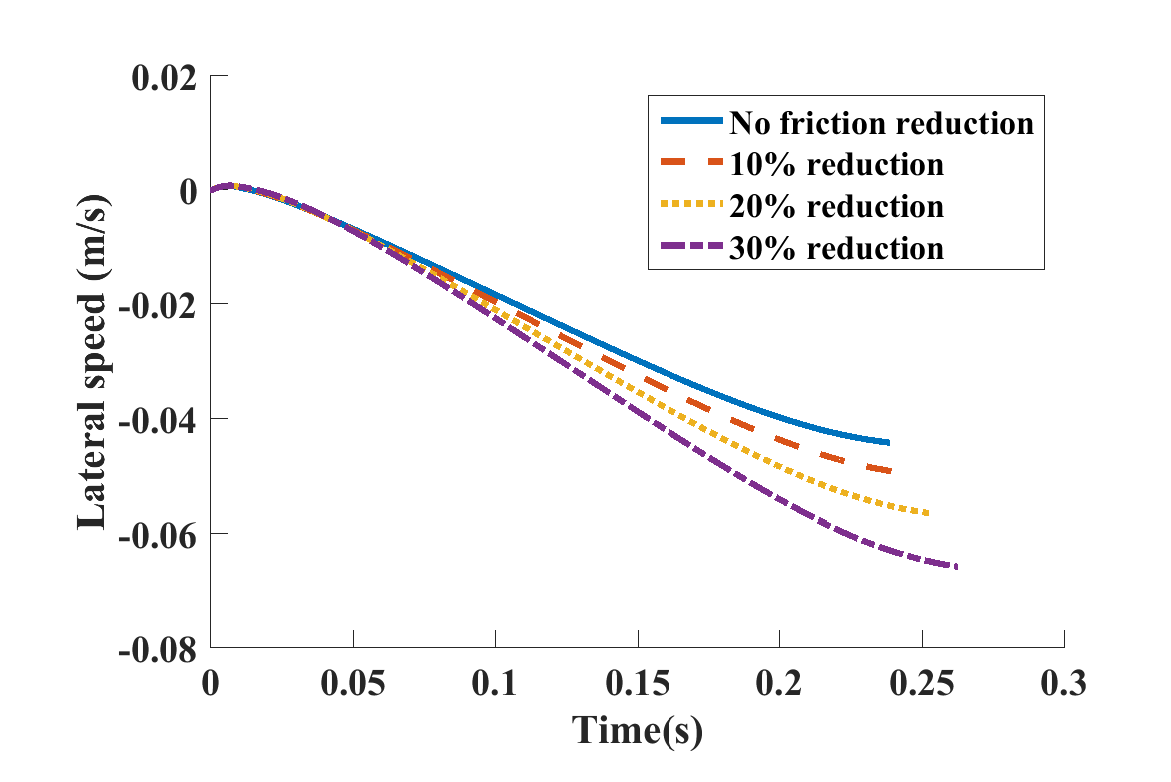 0.02
0
-0.02
-0.04
-0.06
-0.08
Lateral speed (m/s)
No friction reduction
10% reduction
20% reduction
30% reduction
0 0.05 0.1 0.15 0.2 0.25 0.3
Time(s)